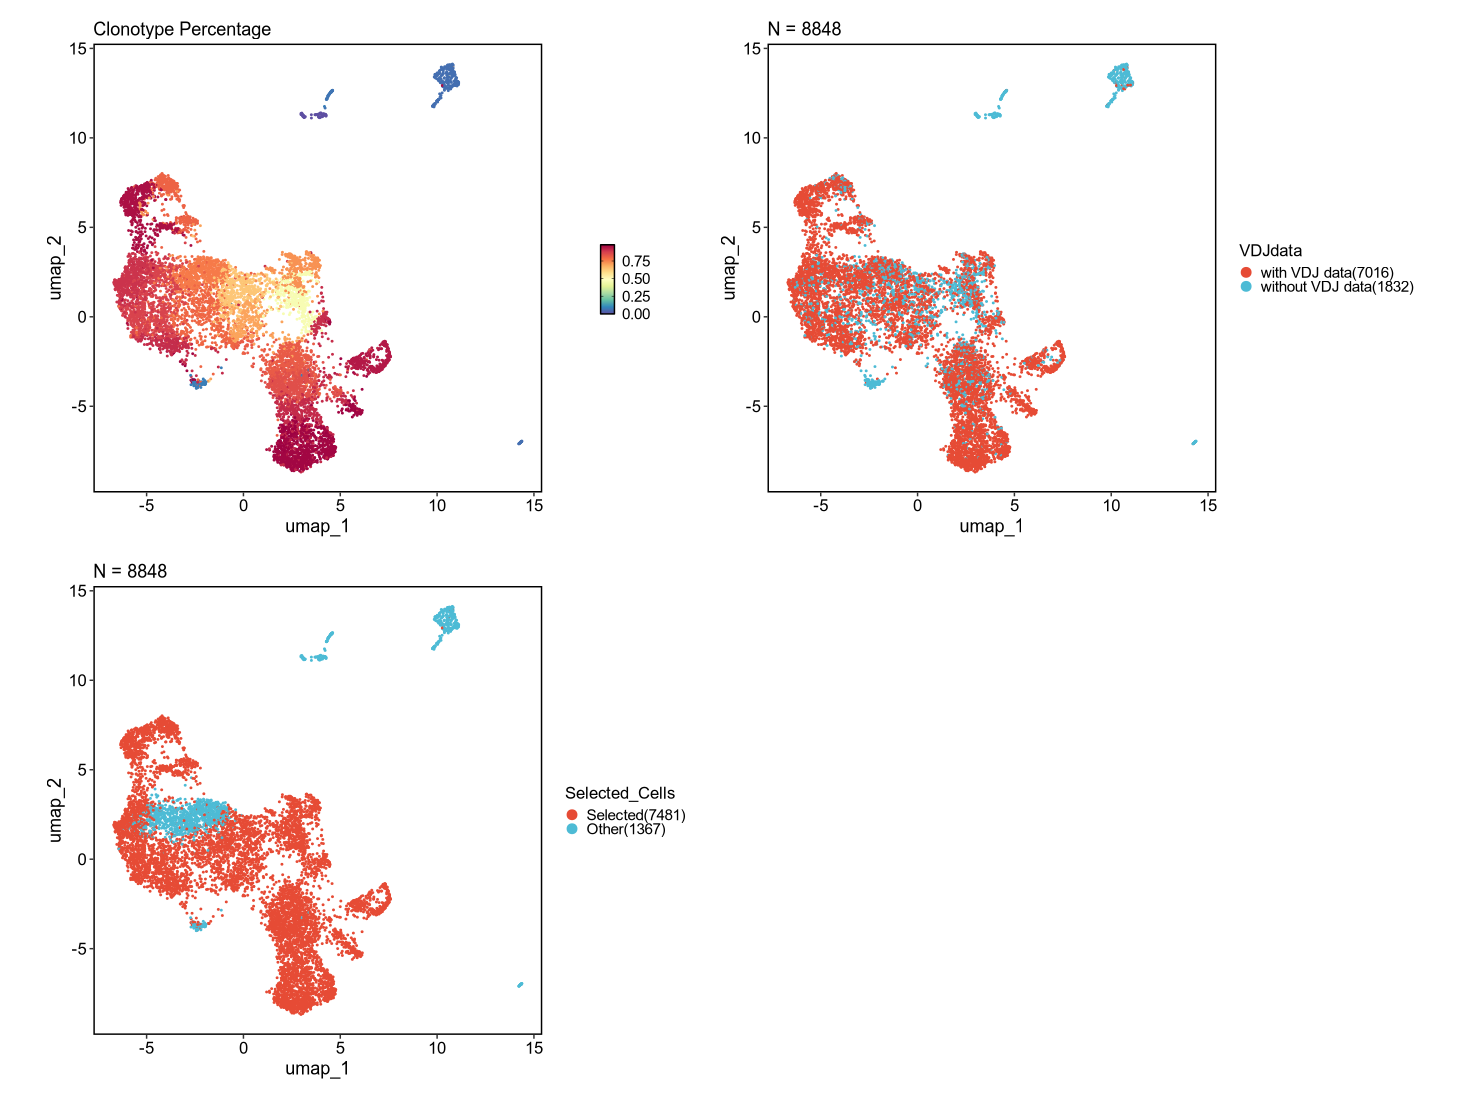 Clonotype Percentage
15
10
5
0
-5
-5
0
5
10
15
umap_1
umap_2
0.75
0.50
0.25
0.00
N = 8848
15
10
5
0
-5
-5
0
5
10
15
umap_1
umap_2
VDJdata
with VDJ data(7016)
without VDJ data(1832)
N = 8848
15
10
5
0
-5
-5
0
5
10
15
umap_1
umap_2
Selected_Cells
Selected(7481)
Other(1367)